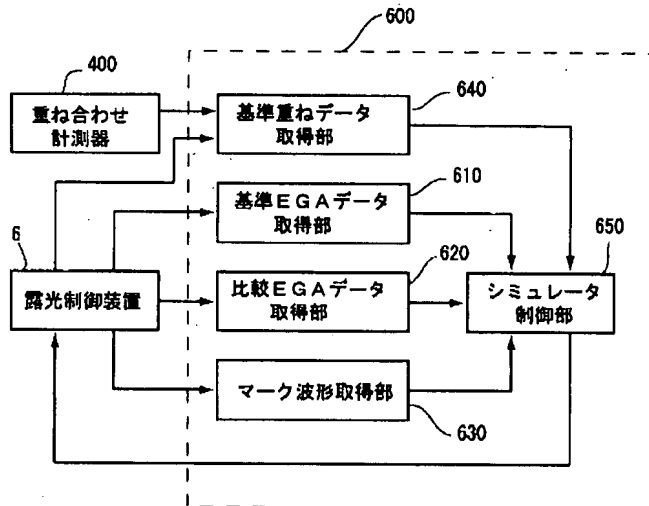 600
400
重ね合わせ
計測器
基準重ねデータ
取得部
640
基準EGAデータ
取得部
610
6
露光制御装置
比較EGAデータ
取得部
620
シミュレータ
制御部
650
マーク波形取得部
630